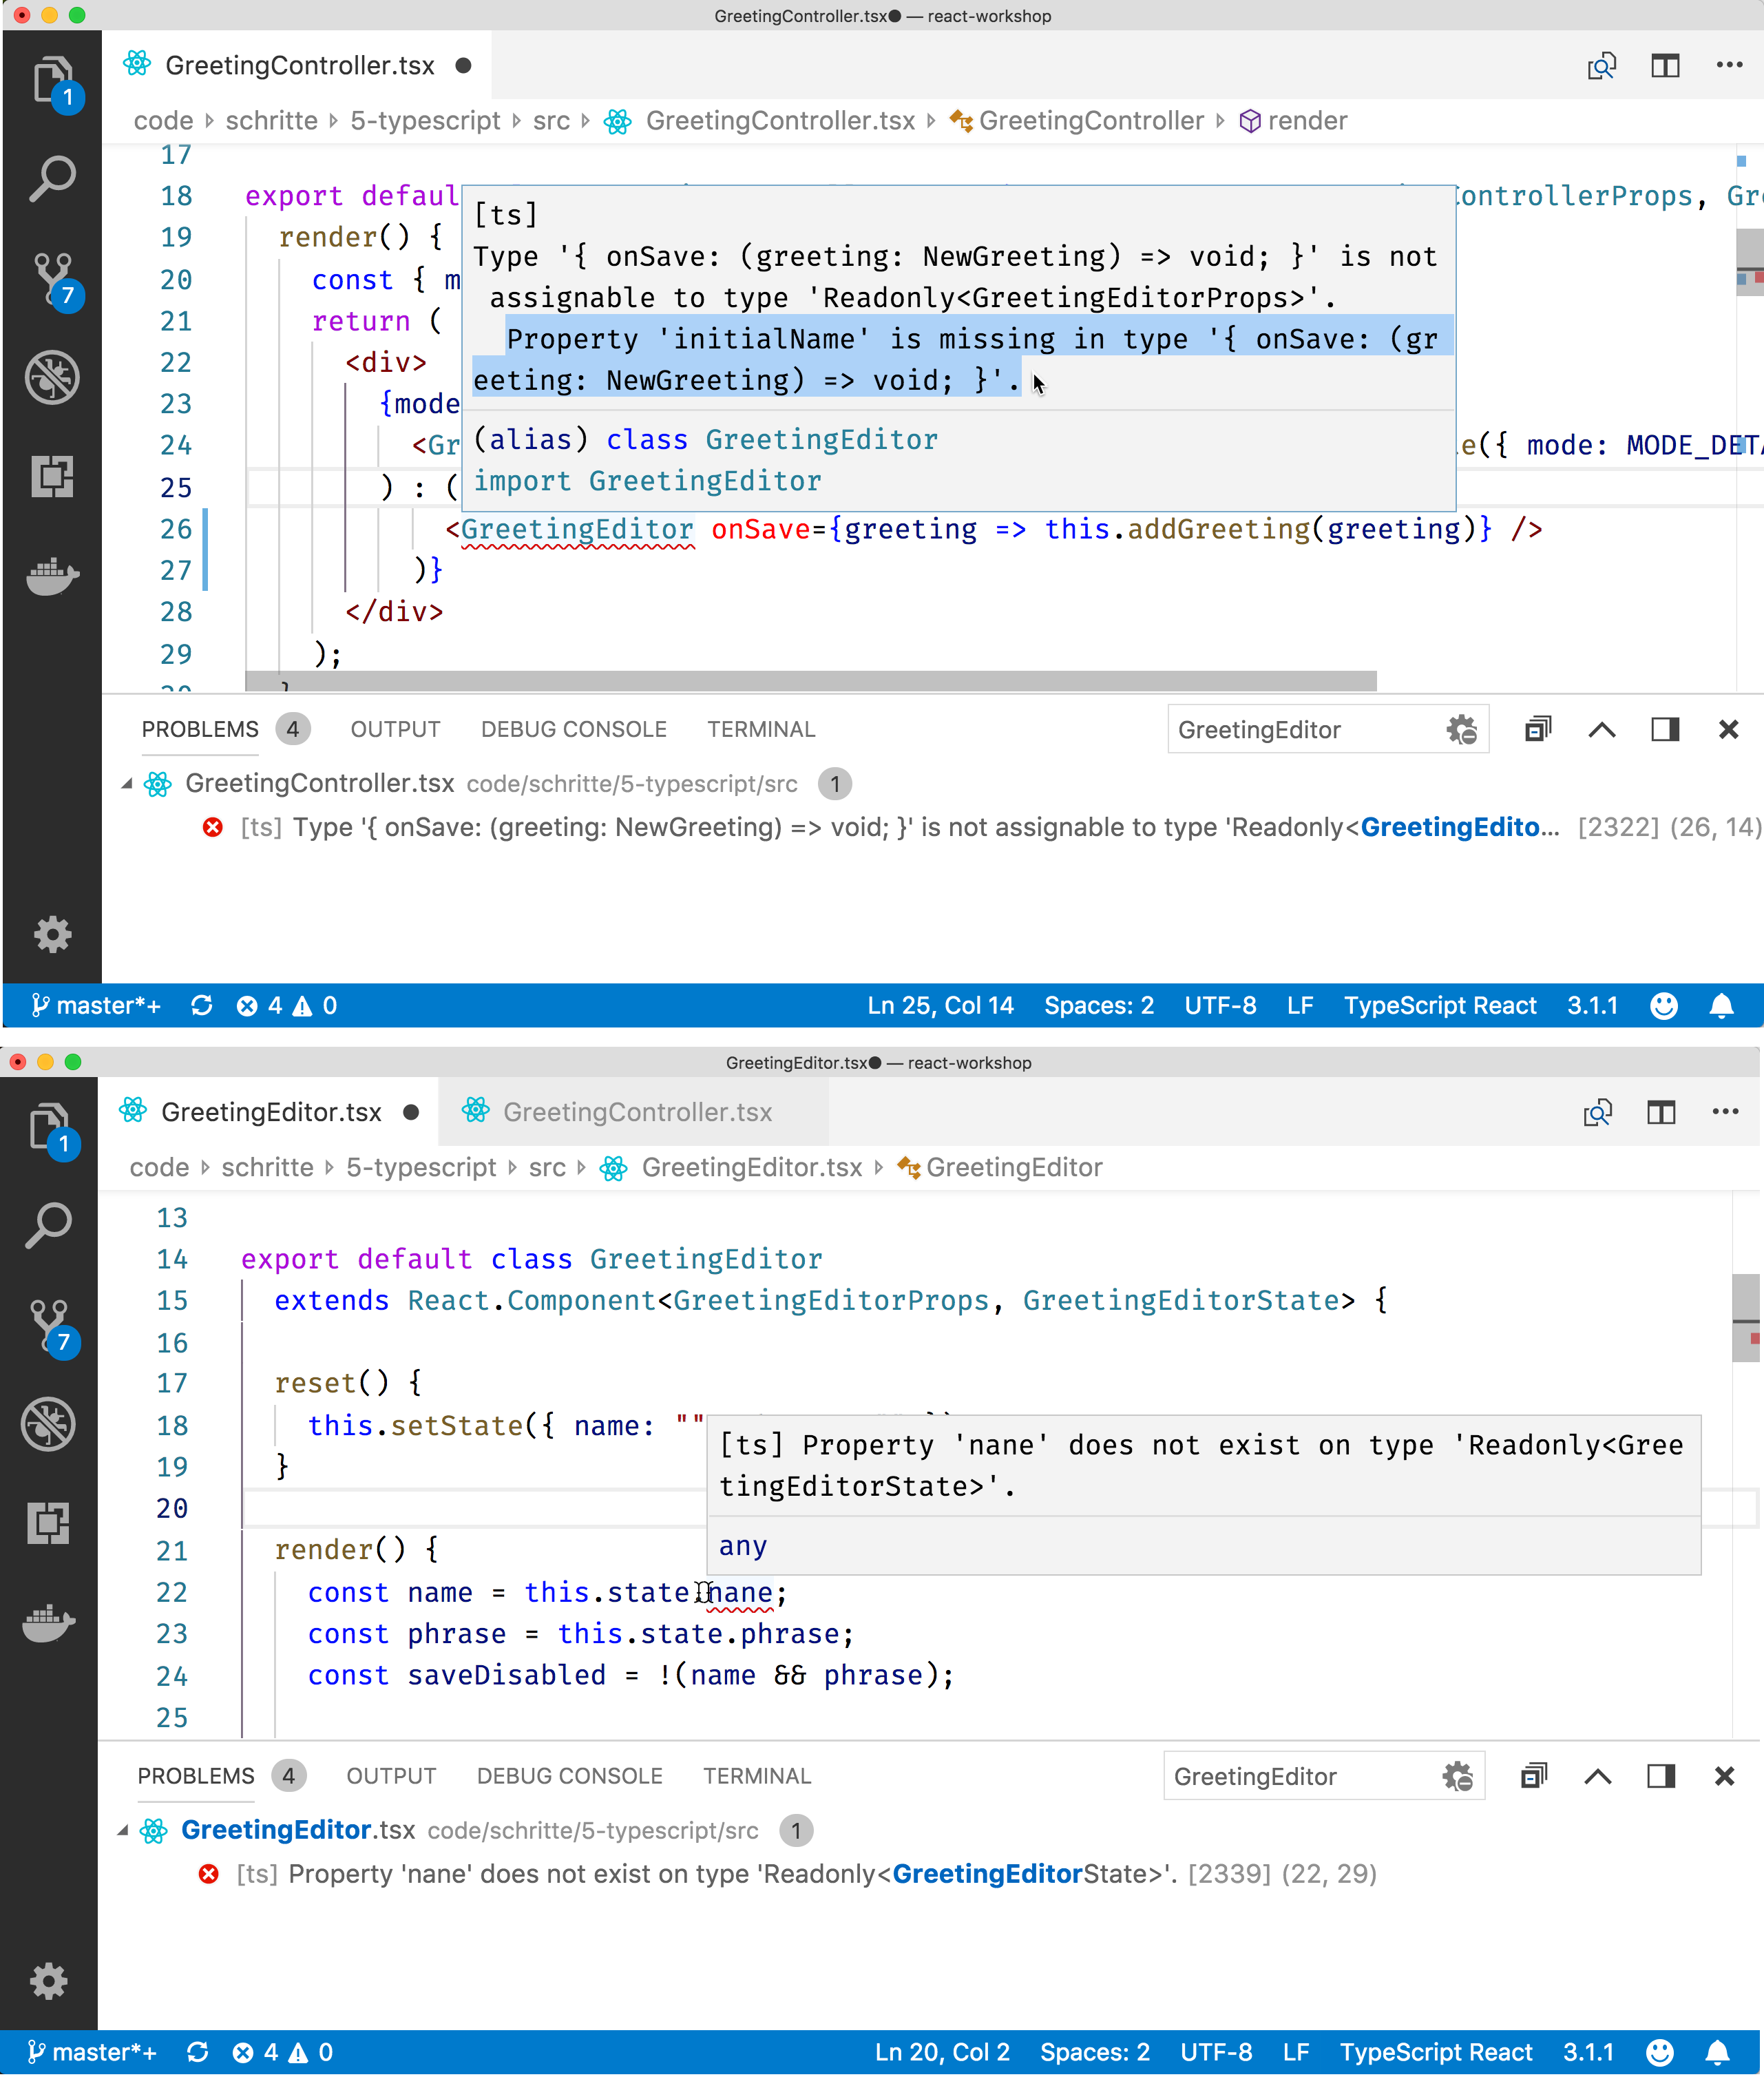 GreetingController.tsx● — react-workshop
GreetingController.tsx ●
code schritte 5-typescript src GreetingController.tsx GreetingController render
17
18 export defaul ontrollerProps, Gr
19 render() {
20 const { m
21 return (
22 <div>
23 {mode
24 <Gr e({ mode: MODE_DETA
25 ) : (
26 <GreetingEditor onSave={greeting => this.addGreeting(greeting)} />
27 )}
28 </div>
29 );
[ts]
Type '{ onSave: (greeting: NewGreeting) => void; }' is not
assignable to type 'Readonly<GreetingEditorProps>'.
Property 'initialName' is missing in type '{ onSave: (gr
eeting: NewGreeting) => void; }'.
(alias) class GreetingEditor
import GreetingEditor
1
7
PROBLEMS 4 OUTPUT DEBUG CONSOLE TERMINAL GreetingEditor
GreetingController.tsx code/schritte/5-typescript/src 1
[ts] Type '{ onSave: (greeting: NewGreeting) => void; }' is not assignable to type 'Readonly<GreetingEdito... [2322] (26, 14)
master*+ 4 0 Ln 25, Col 14 Spaces: 2 UTF-8 LF TypeScript React 3.1.1
GreetingEditor.tsx● — react-workshop
GreetingEditor.tsx ● GreetingController.tsx
code schritte 5-typescript src GreetingEditor.tsx GreetingEditor
13
14 export default class GreetingEditor
15 extends React.Component<GreetingEditorProps, GreetingEditorState> {
16
17 reset() {
18 this.setState({ name: ""
19 }
20
21 render() {
22 const name = this.state.nane;
23 const phrase = this.state.phrase;
24 const saveDisabled = !(name && phrase);
25
[ts] Property 'nane' does not exist on type 'Readonly<Gree
tingEditorState>'.
any
1
7
PROBLEMS 4 OUTPUT DEBUG CONSOLE TERMINAL GreetingEditor
GreetingEditor.tsx code/schritte/5-typescript/src 1
[ts] Property 'nane' does not exist on type 'Readonly<GreetingEditorState>'. [2339] (22, 29)
master*+ 4 0 Ln 20, Col 2 Spaces: 2 UTF-8 LF TypeScript React 3.1.1